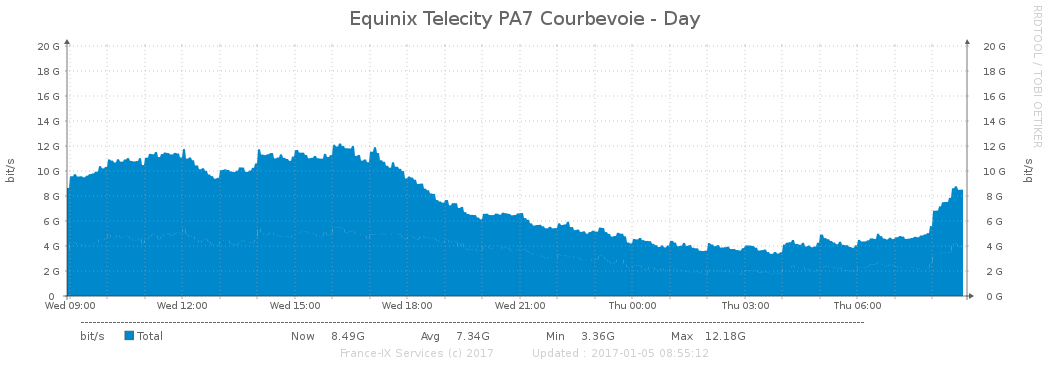 Equinix Telecity PA7 Courbevoie - Day
RRDTOOL / TOBI OETIKER
bit/s
bit/s
20 G 20 G
18 G 18 G
16 G 16 G
14 G 14 G
12 G 12 G
10 G 10 G
8 G 8 G
6 G 6 G
4 G 4 G
2 G 2 G
0 0 G
Wed 09:00 Wed 12:00 Wed 15:00 Wed 18:00 Wed 21:00 Thu 00:00 Thu 03:00 Thu 06:00
bit/s Total Now 8.49G Avg 7.34G Min 3.36G Max 12.18G
France-IX Services (c) 2017 Updated : 2017-01-05 08:55:12